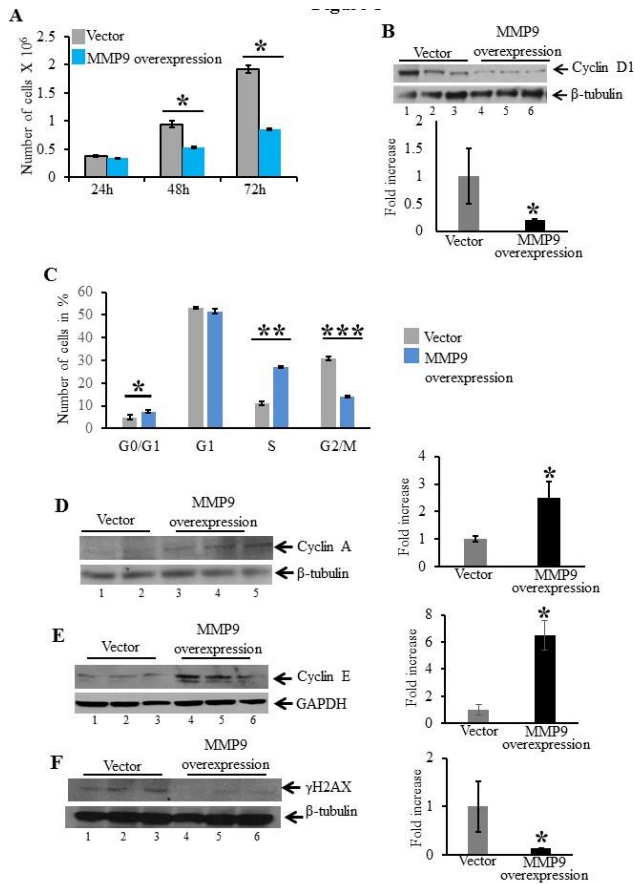 A
Vector
MMP9 overexpression
Number of cells X 10⁶
2.5
2
1.5
1
0.5
0
24h
48h
72h
*
*
B
MMP9
Vector
overexpression
Cyclin D1
β-tubulin
1 2 3 4 5 6
Fold increase
2
1.5
1
0.5
0
*
Vector
MMP9
overexpression
C
Number of cells in %
60
50
40
30
20
10
0
*
**
***
G0/G1
G1
S
G2/M
Vector
MMP9
overexpression
D
MMP9
Vector
overexpression
Cyclin A
β-tubulin
1 2 3 4 5
Fold increase
4
3
2
1
0
*
Vector
MMP9
overexpression
E
MMP9
Vector
overexpression
Cyclin E
GAPDH
1 2 3 4 5 6
Fold increase
8
6
4
2
0
*
Vector
MMP9
overexpression
F
MMP9
Vector
overexpression
γH2AX
β-tubulin
1 2 3 4 5 6
Fold increase
2
1
0
*
Vector
MMP9
overexpression